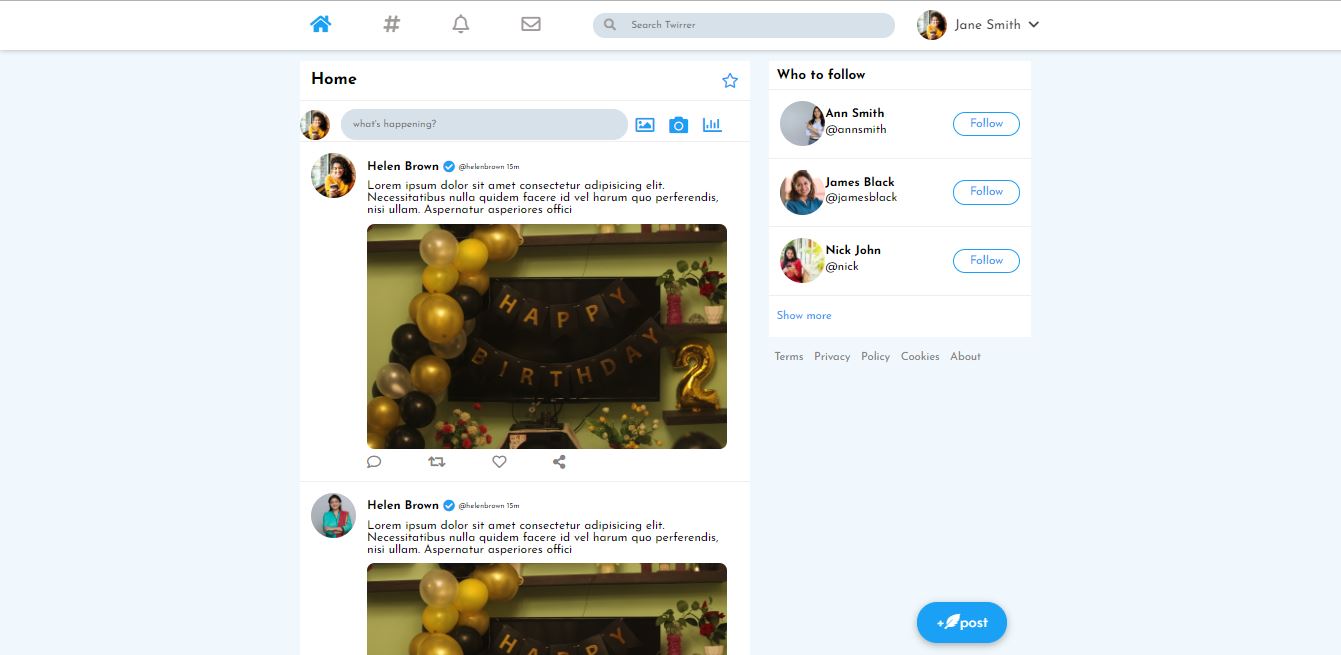 Search Twirrer
Jane Smith
Home
what's happening?
Helen Brown @helenbrown 15m
Lorem ipsum dolor sit amet consectetur adipisicing elit.
Necessitatibus nulla quidem facere id vel harum quo perferendis,
nisi ullam. Aspernatur asperiores offici
HAPPY
BIRTHDAY
2
Helen Brown @helenbrown 15m
Lorem ipsum dolor sit amet consectetur adipisicing elit.
Necessitatibus nulla quidem facere id vel harum quo perferendis,
nisi ullam. Aspernatur asperiores offici
HAPPY
Who to follow
Ann Smith
@annsmith
Follow
James Black
@jamesblack
Follow
Nick John
@nick
Follow
Show more
Terms Privacy Policy Cookies About
+post